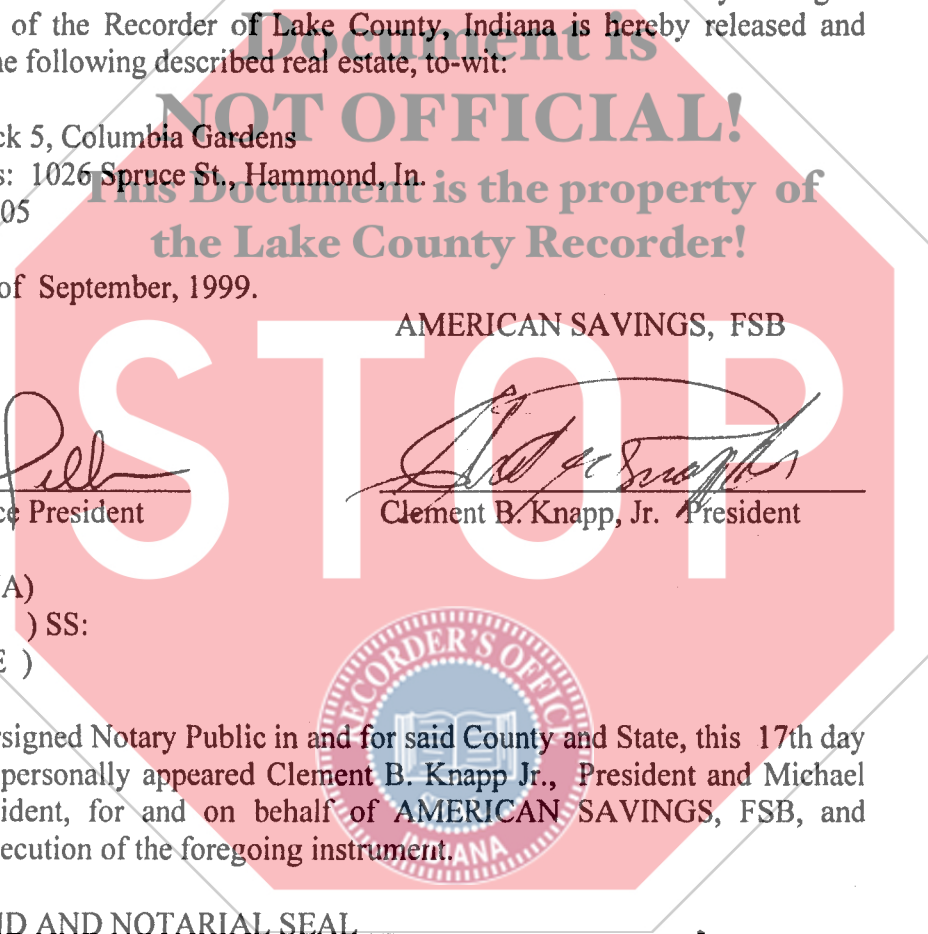 of the Recorder of Lake County, Indiana is hereby released and
following described real estate, to-wit:
Document is
NOT OFFICIAL!
This Document is the property of
the Lake County Recorder!
ck 5, Columbia Gardens
s: 1026 Spruce St., Hammond, In.
05
of September, 1999.
AMERICAN SAVINGS, FSB
STOP
ce President
Clement B. Knapp, Jr. President
A)
) SS:
E )
RECORDER'S OFFICE
INDIANA
rsigned Notary Public in and for said County and State, this 17th day
personally appeared Clement B. Knapp Jr., President and Michael
ident, for and on behalf of AMERICAN SAVINGS, FSB, and
ecution of the foregoing instrument.
ND AND NOTARIAL SEAL